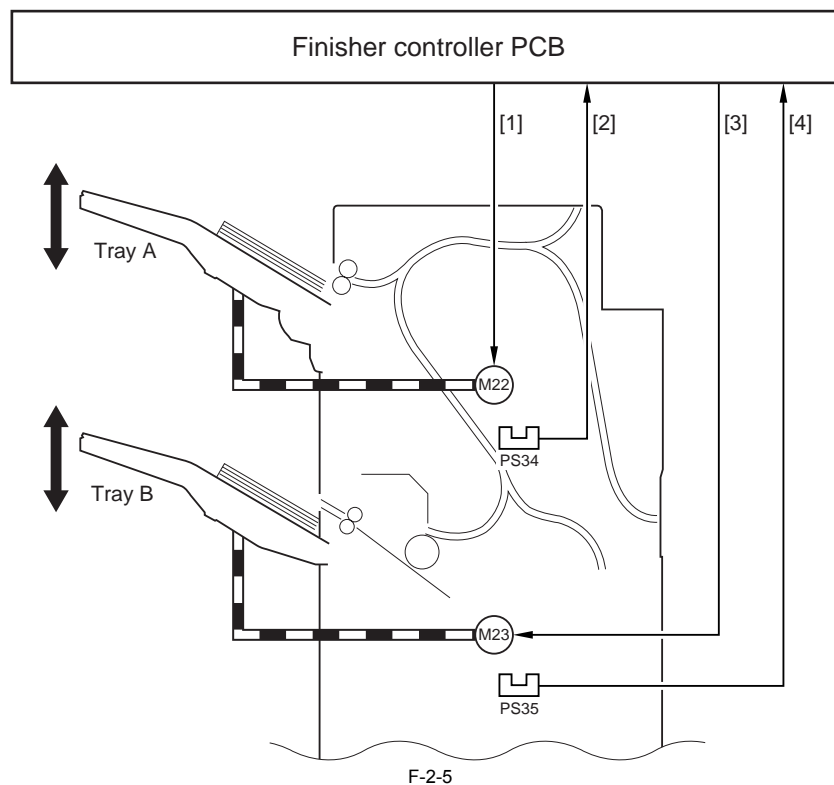 Finisher controller PCB
[1]
[2]
[3]
[4]
Tray A
M22
PS34
Tray B
M23
PS35
F-2-5